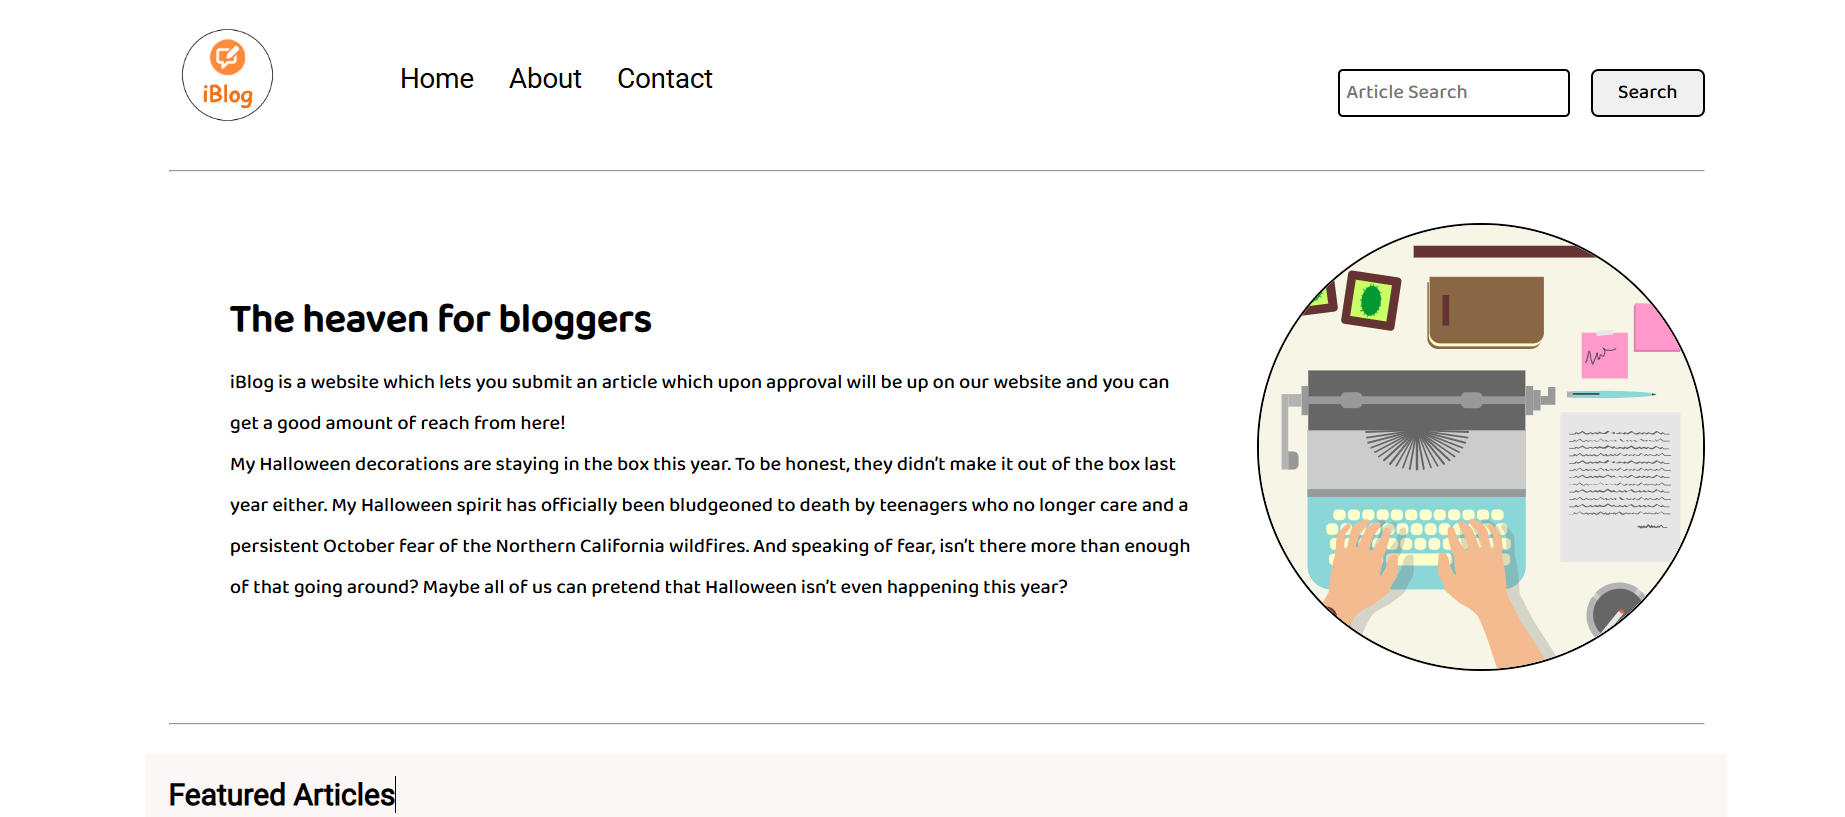 iBlog
Home About Contact
Article Search Search
The heaven for bloggers
iBlog is a website which lets you submit an article which upon approval will be up on our website and you can
get a good amount of reach from here!
My Halloween decorations are staying in the box this year. To be honest, they didn't make it out of the box last
year either. My Halloween spirit has officially been bludgeoned to death by teenagers who no longer care and a
persistent October fear of the Northern California wildfires. And speaking of fear, isn't there more than enough
of that going around? Maybe all of us can pretend that Halloween isn't even happening this year?
Featured Articles